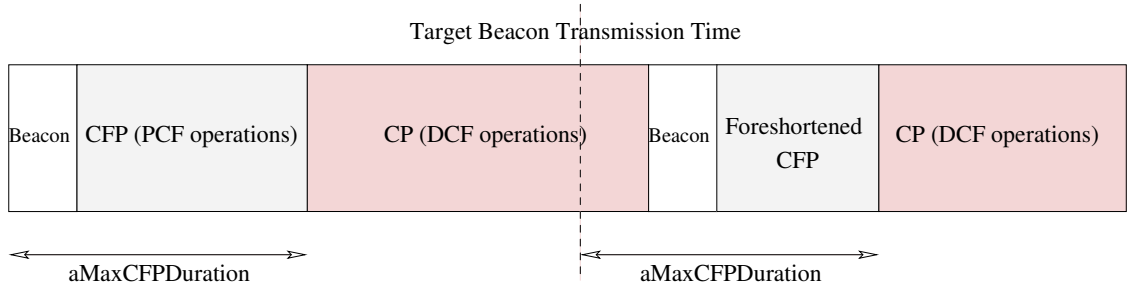 Target Beacon Transmission Time
Beacon
CFP (PCF operations)
CP (DCF operations)
Beacon
Foreshortened
CFP
CP (DCF operations)
aMaxCFPDuration
aMaxCFPDuration